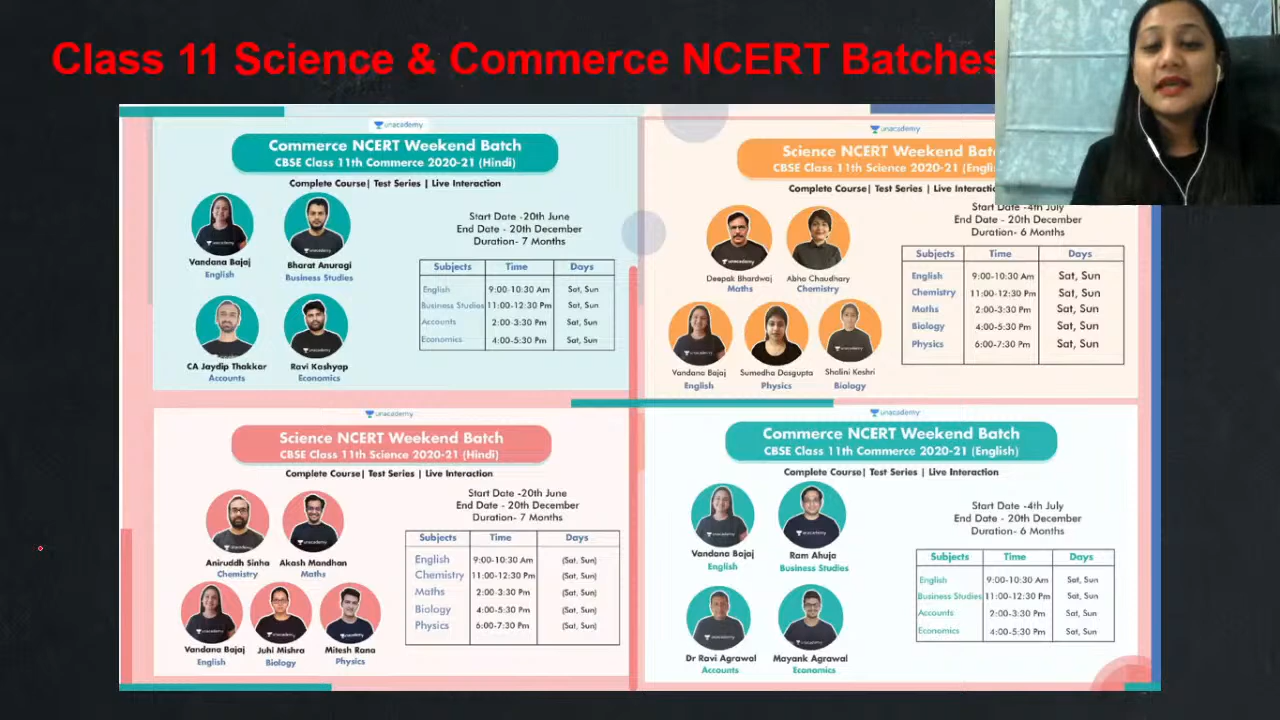 Class 11 Science & Commerce NCERT Batches
unacademy
Commerce NCERT Weekend Batch
CBSE Class 11th Commerce 2020-21 (Hindi)
Complete Course| Test Series | Live Interaction
Vandana Bajaj
English
Bharat Anuragi
Business Studies
CA Jaydip Thakkar
Accounts
Ravi Kashyap
Economics
Start Date -20th June
End Date - 20th December
Duration- 7 Months
Subjects Time Days
English 9:00-10:30 Am Sat, Sun
Business Studies 11:00-12:30 Pm Sat, Sun
Accounts 2:00-3:30 Pm Sat, Sun
Economics 4:00-5:30 Pm Sat, Sun
unacademy
Science NCERT Weekend
CBSE Class 11th Science 2020-21
Complete Course| Test Series | Live
Deepak Bhardwaj
Maths
Abha Chaudhary
Chemistry
Vandana Bajaj
English
Sumedha Dasgupta
Physics
Shalini Keshri
Biology
Start Date -4th July
End Date - 20th December
Duration- 6 Months
Subjects Time Days
English 9:00-10:30 Am Sat, Sun
Chemistry 11:00-12:30 Pm Sat, Sun
Maths 2:00-3:30 Pm Sat, Sun
Biology 4:00-5:30 Pm Sat, Sun
Physics 6:00-7:30 Pm Sat, Sun
unacademy
Science NCERT Weekend Batch
CBSE Class 11th Science 2020-21 (Hindi)
Complete Course| Test Series | Live Interaction
Aniruddh Sinha
Chemistry
Akash Mandhan
Maths
Vandana Bajaj
English
Juhi Mishra
Biology
Mitesh Rana
Physics
Start Date -20th June
End Date - 20th December
Duration- 7 Months
Subjects Time Days
English 9:00-10:30 Am (Sat, Sun)
Chemistry 11:00-12:30 Pm (Sat, Sun)
Maths 2:00-3:30 Pm (Sat, Sun)
Biology 4:00-5:30 Pm (Sat, Sun)
Physics 6:00-7:30 Pm (Sat, Sun)
unacademy
Commerce NCERT Weekend Batch
CBSE Class 11th Commerce 2020-21 (English)
Complete Course| Test Series | Live Interaction
Vandana Bajaj
English
Ram Ahuja
Business Studies
Dr Ravi Agrawal
Accounts
Mayank Agrawal
Economics
Start Date -4th July
End Date - 20th December
Duration- 6 Months
Subjects Time Days
English 9:00-10:30 Am Sat, Sun
Business Studies 11:00-12:30 Pm Sat, Sun
Accounts 2:00-3:30 Pm Sat, Sun
Economics 4:00-5:30 Pm Sat, Sun